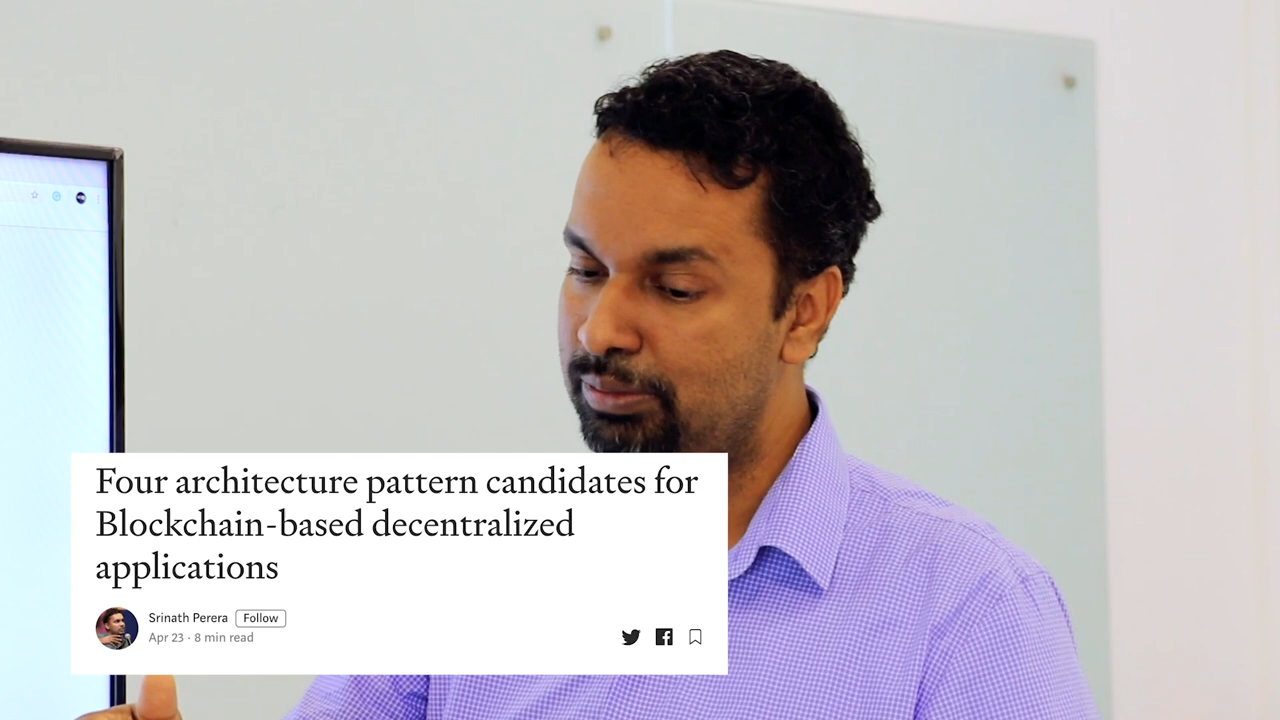 Four architecture pattern candidates for
Blockchain-based decentralized
applications
Srinath Perera Follow
Apr 23 · 8 min read